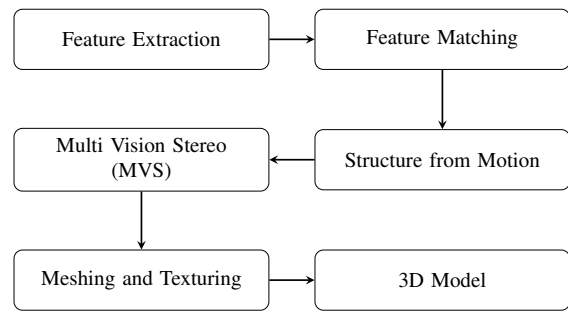 Feature Extraction
Feature Matching
Structure from Motion
Multi Vision Stereo
(MVS)
Meshing and Texturing
3D Model